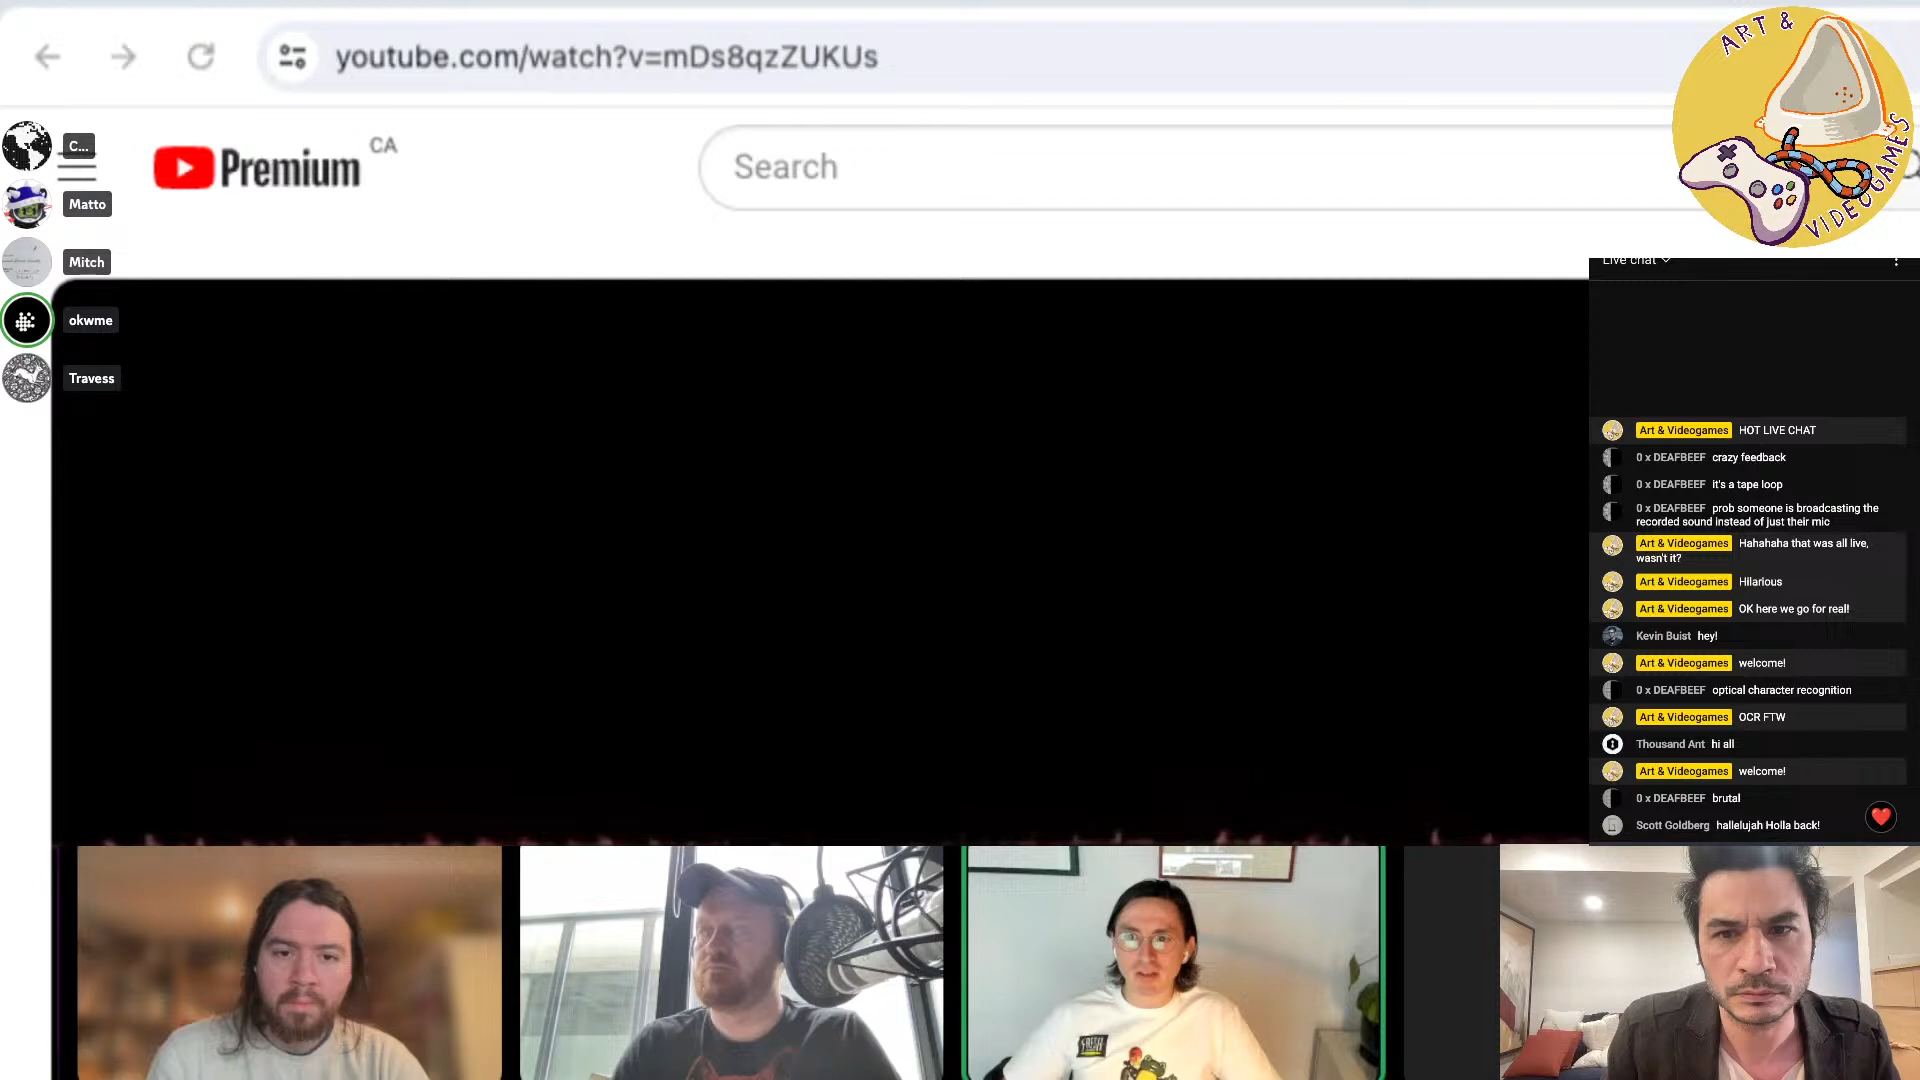 youtube.com/watch?v=mDs8qzZUKUs
ART &
VIDEOGAMES
C...
Premium
CA
Search
Matto
Mitch
okwme
Travess
Live chat
Art & Videogames HOT LIVE CHAT
0 x DEAFBEEF crazy feedback
0 x DEAFBEEF it's a tape loop
0 x DEAFBEEF prob someone is broadcasting the
recorded sound instead of just their mic
Art & Videogames Hahahaha that was all live,
wasn't it?
Art & Videogames Hilarious
Art & Videogames OK here we go for real!
Kevin Buist hey!
Art & Videogames welcome!
0 x DEAFBEEF optical character recognition
Art & Videogames OCR FTW
Thousand Ant hi all
Art & Videogames welcome!
0 x DEAFBEEF brutal
Scott Goldberg hallelujah Holla back!